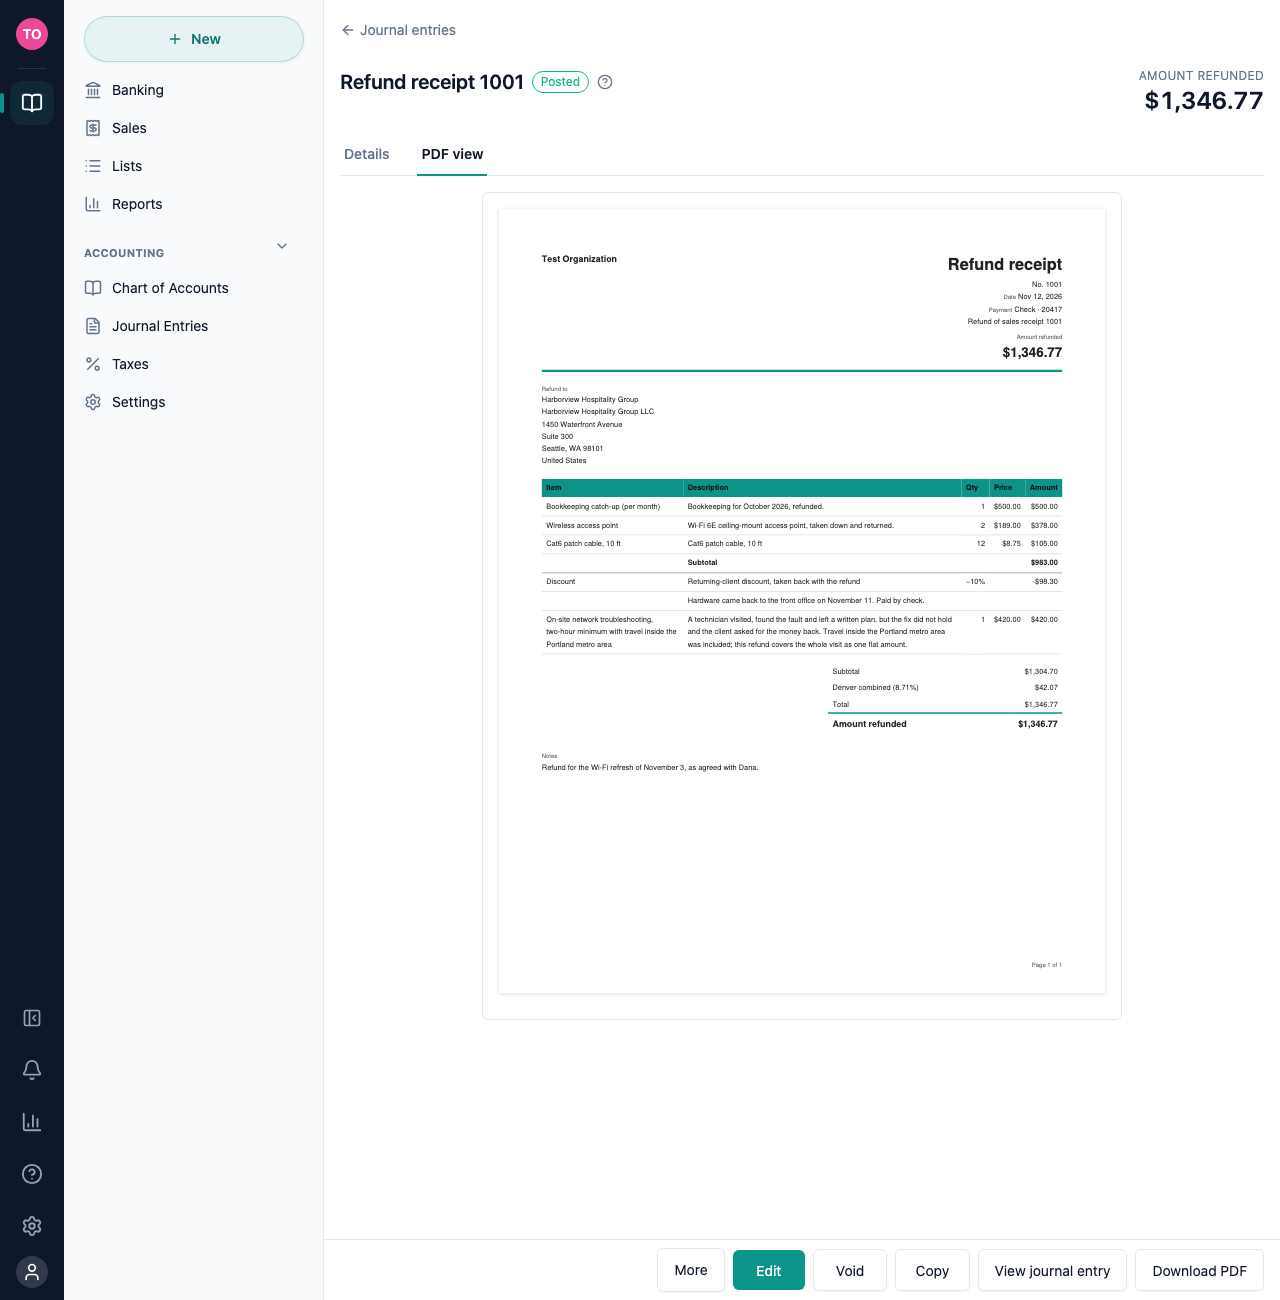 TO
New
Banking
Sales
Lists
Reports
ACCOUNTING
Chart of Accounts
Journal Entries
Taxes
Settings
Journal entries
Refund receipt 1001 Posted
AMOUNT REFUNDED
$1,346.77
Details PDF view
Test Organization
Refund receipt
No. 1001
Date Nov 12, 2026
Payment Check · 20417
Refund of sales receipt 1001
Amount refunded
$1,346.77
Refund to
Harborview Hospitality Group
Harborview Hospitality Group LLC
1450 Waterfront Avenue
Suite 300
Seattle, WA 98101
United States
Item Description Qty Price Amount
Bookkeeping catch-up (per month) Bookkeeping for October 2026, refunded. 1 $500.00 $500.00
Wireless access point Wi-Fi 6E ceiling-mount access point, taken down and returned. 2 $189.00 $378.00
Cat6 patch cable, 10 ft Cat6 patch cable, 10 ft 12 $8.75 $105.00
Subtotal $983.00
Discount Returning-client discount, taken back with the refund −10% -$98.30
Hardware came back to the front office on November 11. Paid by check.
On-site network troubleshooting, A technician visited, found the fault and left a written plan, but the fix did not hold 1 $420.00 $420.00
two-hour minimum with travel inside the and the client asked for the money back. Travel inside the Portland metro area
Portland metro area was included; this refund covers the whole visit as one flat amount.
Subtotal $1,304.70
Denver combined (8.71%) $42.07
Total $1,346.77
Amount refunded $1,346.77
Notes
Refund for the Wi-Fi refresh of November 3, as agreed with Dana.
Page 1 of 1
More Edit Void Copy View journal entry Download PDF